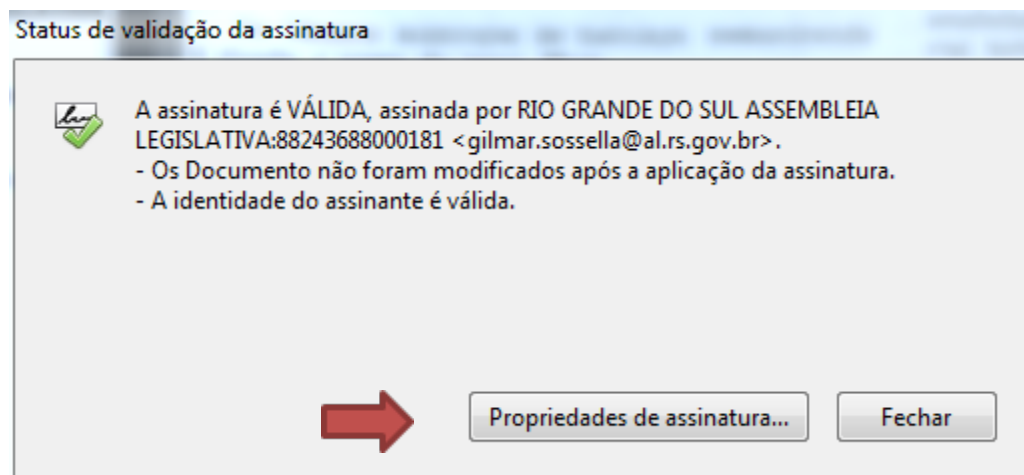 Status de validação da assinatura
A assinatura é VÁLIDA, assinada por RIO GRANDE DO SUL ASSEMBLEIA
LEGISLATIVA:88243688000181 <gilmar.sossella@al.rs.gov.br>.
- Os Documento não foram modificados após a aplicação da assinatura.
- A identidade do assinante é válida.
Propriedades de assinatura...
Fechar